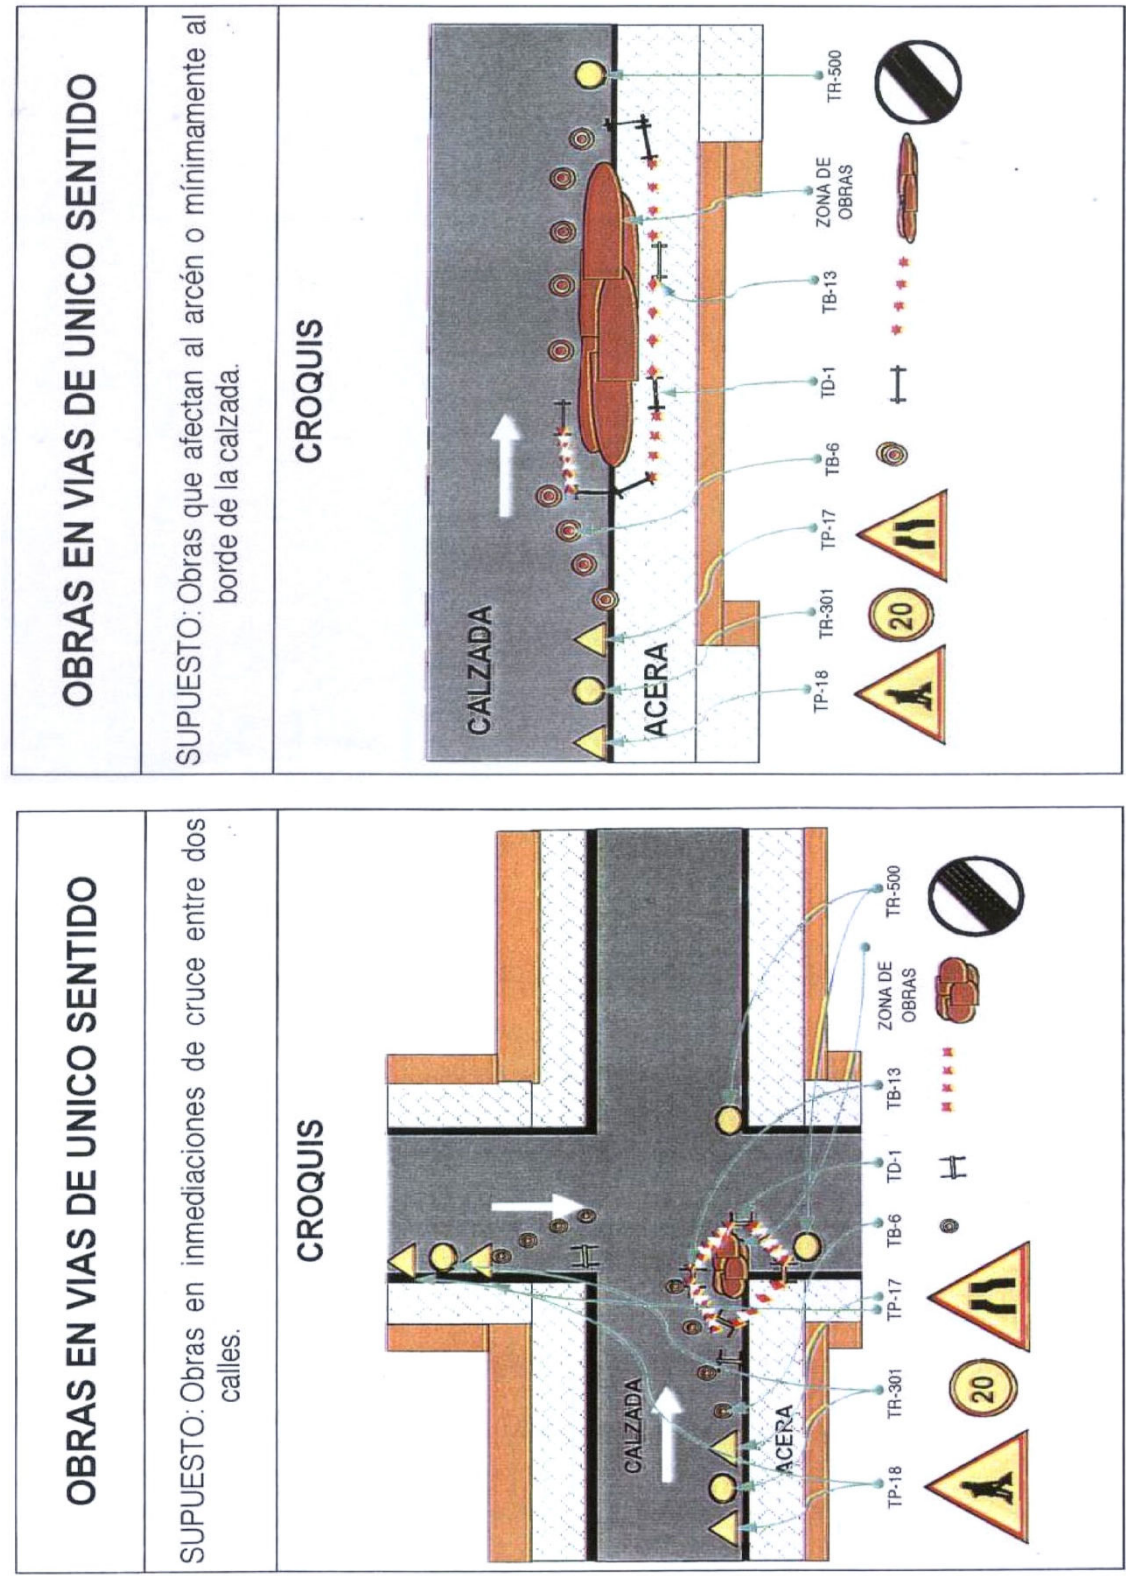 OBRAS EN VIAS DE UNICO SENTIDO
SUPUESTO: Obras en inmediaciones de cruce entre dos
calles.
CROQUIS
CALZADA
ACERA
TP-18
TR-301
TP-17
TB-6
TD-1
TB-13
ZONA DE
OBRAS
TR-500
20
OBRAS EN VIAS DE UNICO SENTIDO
SUPUESTO: Obras que afectan al arcén o mínimamente al
borde de la calzada.
CROQUIS
CALZADA
ACERA
TP-18
TR-301
TP-17
TB-6
TD-1
TB-13
ZONA DE
OBRAS
TR-500
20